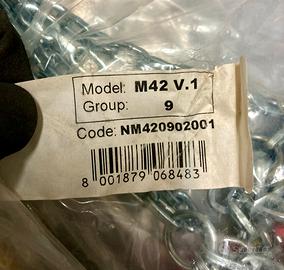 Model: M42 V.1
Group: 9
Code: NM420902001
8 001879 068483